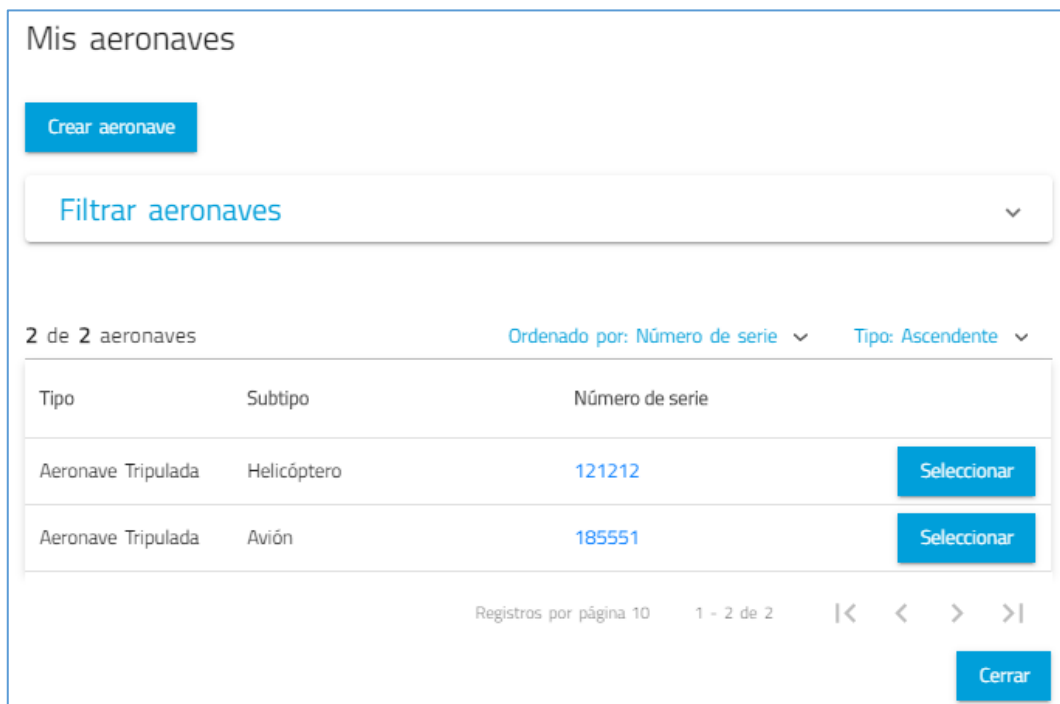 Mis aeronaves
Crear aeronave
Filtrar aeronaves
2 de 2 aeronaves Ordenado por: Número de serie Tipo: Ascendente
Tipo Subtipo Número de serie
Aeronave Tripulada Helicóptero 121212 Seleccionar
Aeronave Tripulada Avión 185551 Seleccionar
Registros por página 10 1 - 2 de 2
Cerrar